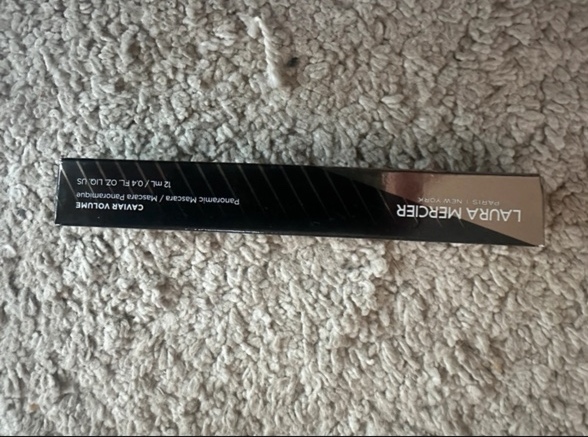 LAURA MERCIER
PARIS | NEW YORK
CAVIAR VOLUME
Panoramic Mascara / Mascara Panoramique
12 mL / 0.4 FL. OZ. LIQ. US